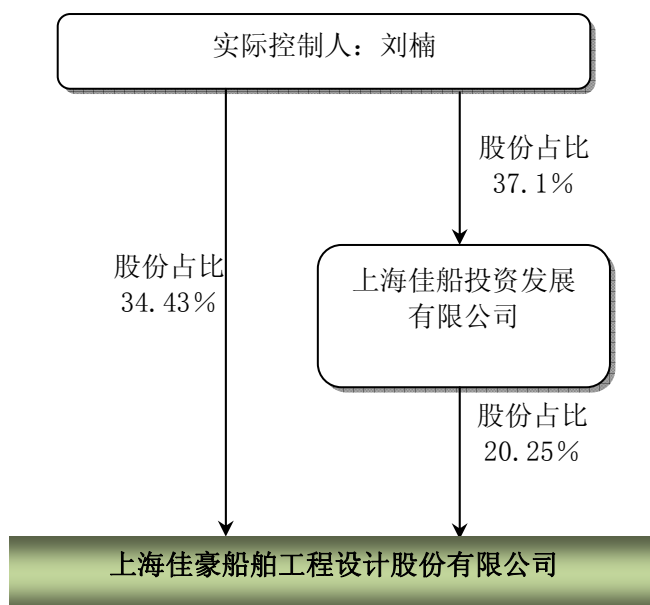 实际控制人：刘楠
股份占比
37.1%
股份占比
34.43%
上海佳船投资发展
有限公司
股份占比
20.25%
上海佳豪船舶工程设计股份有限公司